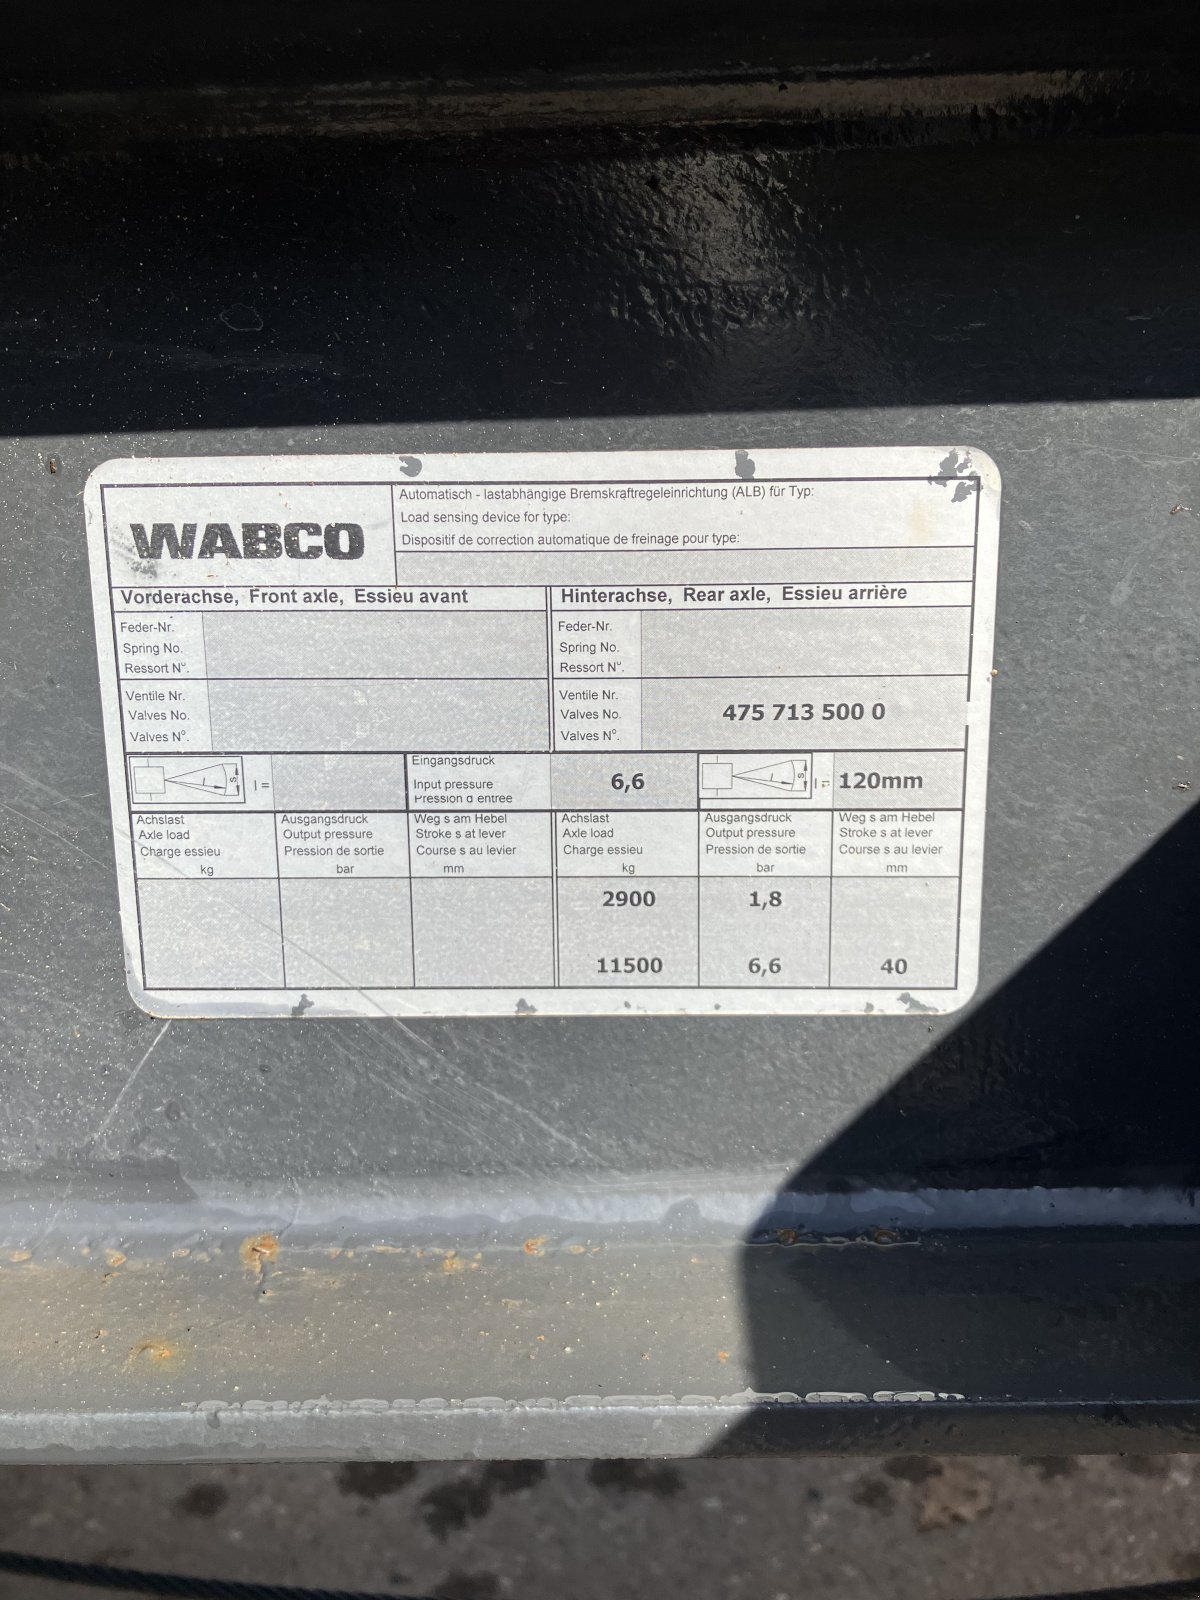 WABCO
Automatisch - lastabhängige Bremskraftregeleinrichtung (ALB) für Typ:
Load sensing device for type:
Dispositif de correction automatique de freinage pour type:
Vorderachse, Front axle, Essieu avant
Hinterachse, Rear axle, Essieu arrière
Feder-Nr.
Spring No.
Ressort N°.
Feder-Nr.
Spring No.
Ressort N°.
Ventile Nr.
Valves No.
Valves N°.
Ventile Nr.
Valves No.
Valves N°.
475 713 500 0
l
s
l =
Eingangsdruck
Input pressure
Pression d entree
6,6
l
s
l =
120mm
Achslast
Axle load
Charge essieu
kg
Ausgangsdruck
Output pressure
Pression de sortie
bar
Weg s am Hebel
Stroke s at lever
Course s au levier
mm
Achslast
Axle load
Charge essieu
kg
Ausgangsdruck
Output pressure
Pression de sortie
bar
Weg s am Hebel
Stroke s at lever
Course s au levier
mm
2900 1,8
11500 6,6 40